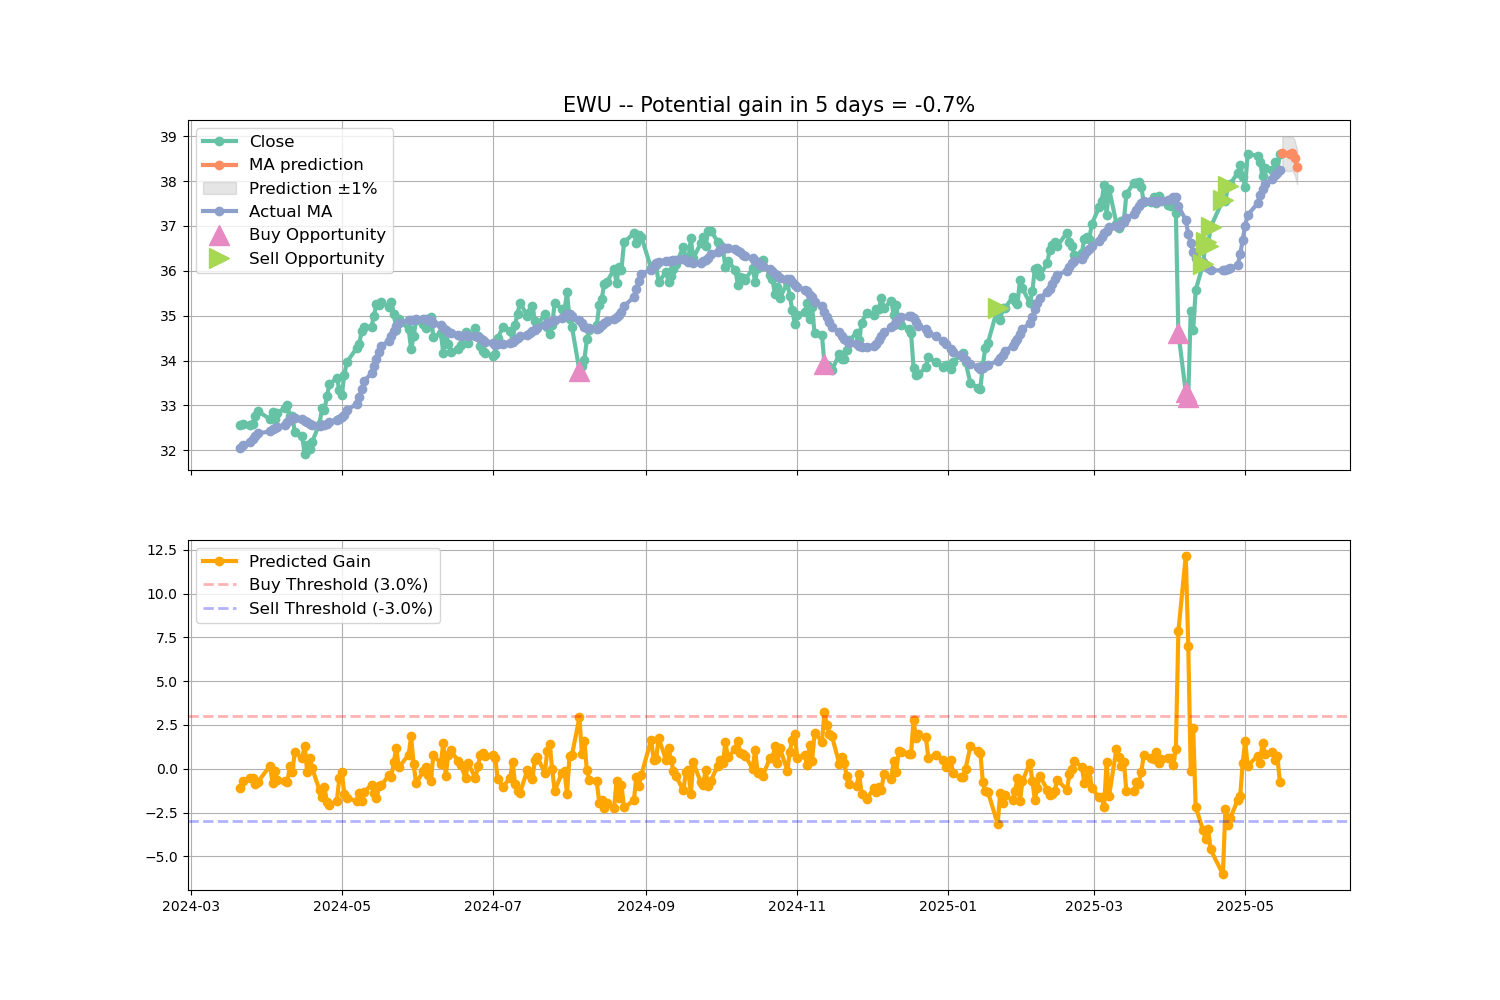 EWU -- Potential gain in 5 days = -0.7%
39
38
37
36
35
34
33
32
Close
MA prediction
Prediction ±1%
Actual MA
Buy Opportunity
Sell Opportunity
12.5
10.0
7.5
5.0
2.5
0.0
−2.5
−5.0
Predicted Gain
Buy Threshold (3.0%)
Sell Threshold (-3.0%)
2024-03 2024-05 2024-07 2024-09 2024-11 2025-01 2025-03 2025-05